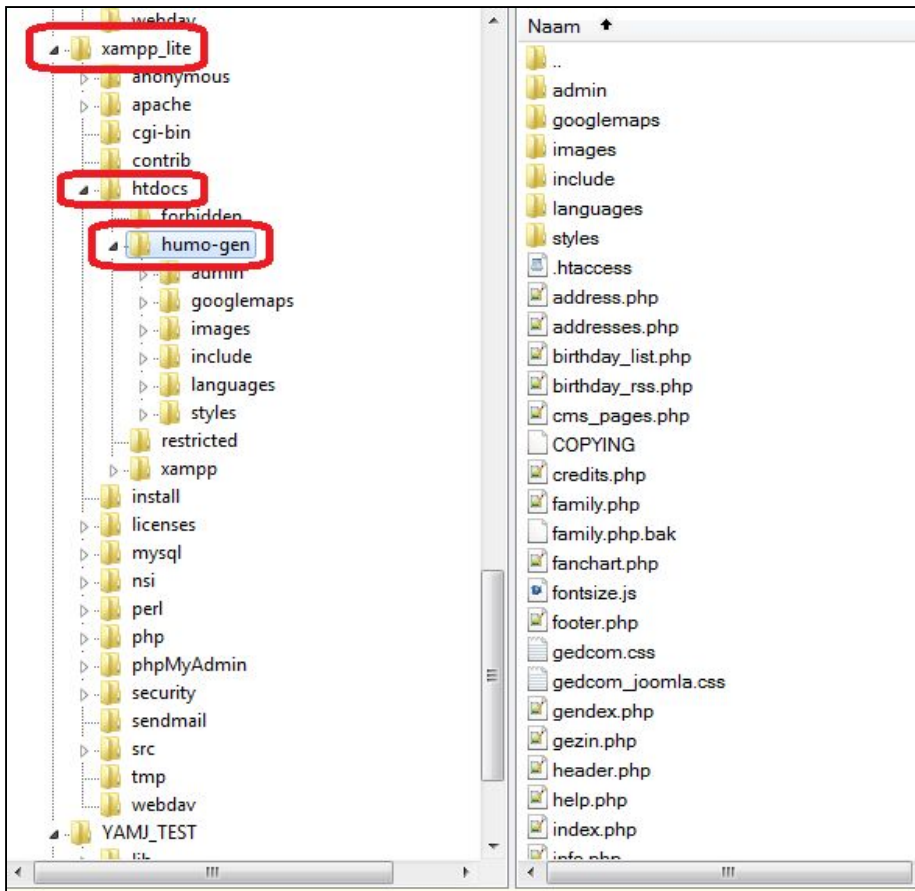 webdav
xampp_lite
anonymous
apache
cgi-bin
contrib
htdocs
forbidden
humo-gen
admin
googlemaps
images
include
languages
styles
restricted
xampp
install
licenses
mysql
nsi
perl
php
phpMyAdmin
security
sendmail
src
tmp
webdav
YAMJ_TEST
lib
Naam
..
admin
googlemaps
images
include
languages
styles
.htaccess
address.php
addresses.php
birthday_list.php
birthday_rss.php
cms_pages.php
COPYING
credits.php
family.php
family.php.bak
fanchart.php
fontsize.js
footer.php
gedcom.css
gedcom_joomla.css
gendex.php
gezin.php
header.php
help.php
index.php
info.php